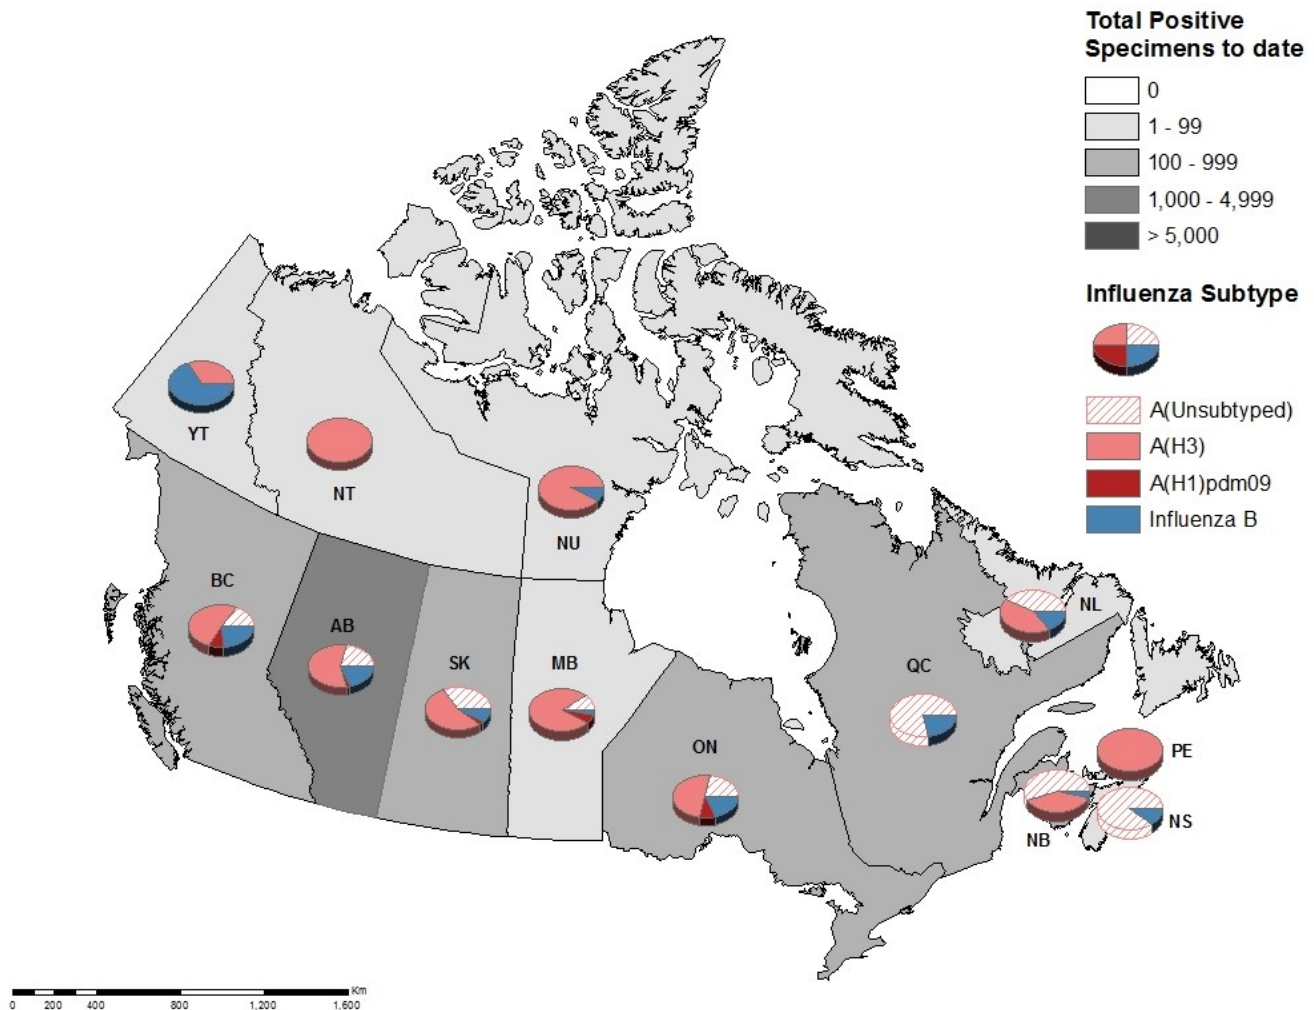 Total Positive
Specimens to date
0
1 - 99
100 - 999
1,000 - 4,999
> 5,000
Influenza Subtype
A(Unsubtyped)
A(H3)
A(H1)pdm09
Influenza B
YT
NT
NU
BC
AB
SK
MB
ON
QC
NL
PE
NB
NS
Km
0 200 400 800 1,200 1,600